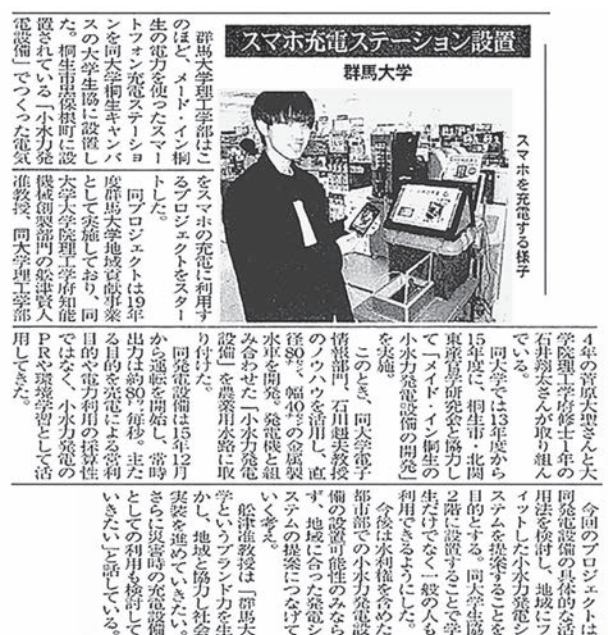 スマホ充電ステーション設置
群馬大学
スマホを充電する様子
群馬大学理工学部はこ
のほど、メード・イン桐
生の電力を使ったスマー
トフォン充電ステーショ
ンを同大学桐生キャンパ
スの大学生協に設置し
た。桐生市黒保根町に設
置されている「小水力発
電設備」でつくった電気
をスマホの充電に利用す
るプロジェクトをスター
トした。
同プロジェクトは19年
度群馬大学地域貢献事業
として実施しており、同
大学大学院理工学府知能
機械創製部門の舩津賢人
准教授、同大学理工学部
4年の菅原大聖さんと大
学院理工学府修士1年の
石井翔太さんが取り組ん
でいる。
同大学では13年度から
15年度に、桐生市・北関
東産官学研究会と協力し
て「メイド・イン桐生の
小水力発電設備の開発」
を実施。
このとき、同大学電子
情報部門、石川赳夫教授
のノウハウを活用し、直
径80㌢、幅40㌢の金属製
水車を開発。発電機と組
み合わせた「小水力発電
設備」を農業用水路に取
り付けた。
同発電設備は15年12月
から運転を開始し、常時
出力は約80㌗毎秒。主た
る目的を売電による営利
目的や電力利用の採算性
ではなく、小水力発電の
PRや環境学習として活
用してきた。
今回のプロジェクトは
同発電設備の具体的な活
用法を検討し、地域にフ
ィットした小水力発電シ
ステムを提案することを
目的とする。同大学生協
2階に設置することで学
生だけでなく一般の人も
利用できるようにした。
今後は水利権を含めた
都市部での小水力発電設
備の設置可能性のみなら
ず、地域に合った発電シ
ステムの提案につなげて
いく考え。
舩津准教授は「群馬大
学というブランド力を生
かし、地域と協力し社会
実装を進めていきたい。
さらに災害時の充電設備
としての利用も検討して
いきたい」と話している。